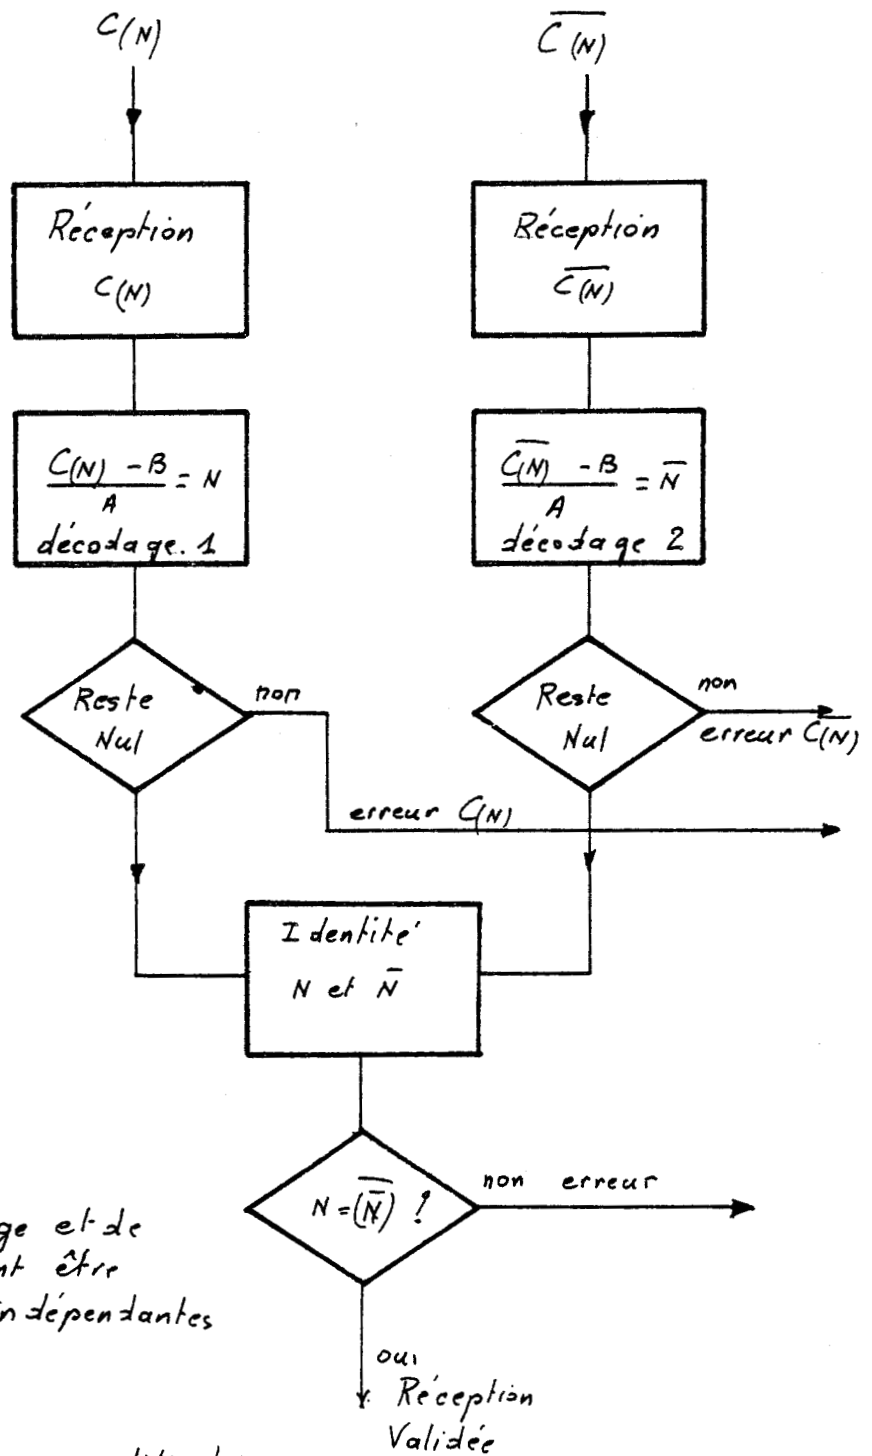 C(N)
C̅(̅N̅)̅
Réception
C(N)
Réception
C̅(̅N̅)̅
C(N) - B
A
= N
décodage. 1
C̅(̅N̅)̅ - B
A
= N̅
décodage 2
Reste
Nul
non
Reste
Nul
non
erreur C(N̅)
erreur C(N)
Identité
N et N̅
N = (̅N̅)̅ !
non erreur
ge et de
nt être
ndépendantes
oui
Réception
Validée